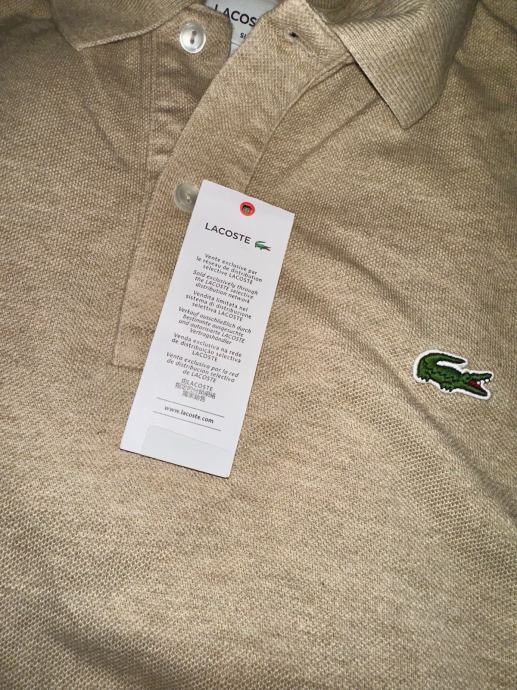 LACOS
LACOSTE
Vente exclusive par
le réseau de distribution
sélective LACOSTE
Sold exclusively through
the LACOSTE selective
distribution network
Vendita limitata nel
sistema di distribuzione
selettiva LACOSTE
Verkauf ausschließlich durch
bestimmte ausgesuchte
und autorisierte LACOSTE
Vertragshändler
Venda exclusiva na rede
de distribuição selectiva
LACOSTE
Venta exclusiva por la red
de distribución selectiva
de LACOSTE
LACOSTE
www.lacoste.com